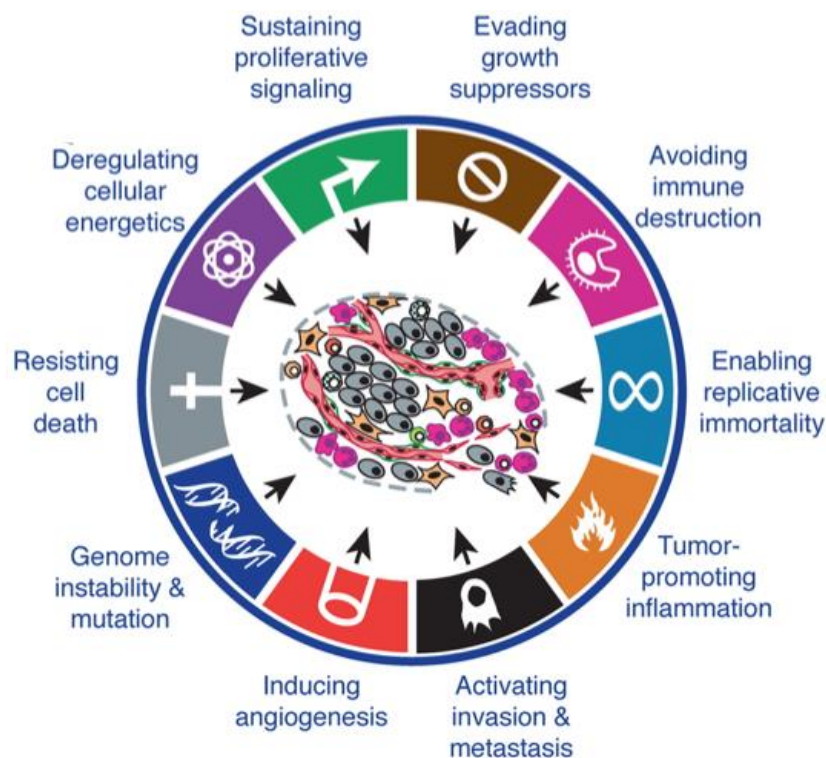 Sustaining
proliferative
signaling
Evading
growth
suppressors
Avoiding
immune
destruction
Enabling
replicative
immortality
Tumor-
promoting
inflammation
Activating
invasion &
metastasis
Inducing
angiogenesis
Genome
instability &
mutation
Resisting
cell
death
Deregulating
cellular
energetics